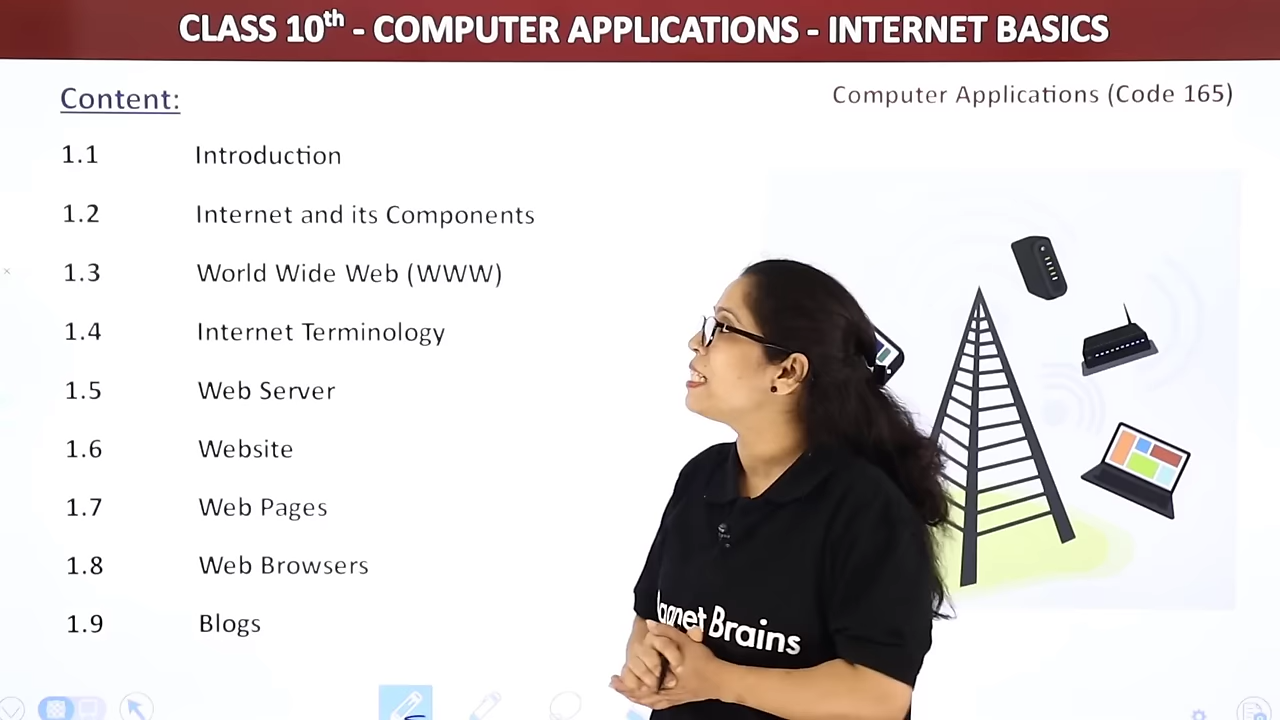 CLASS 10th - COMPUTER APPLICATIONS - INTERNET BASICS
Content:
Computer Applications (Code 165)
1.1 Introduction
1.2 Internet and its Components
1.3 World Wide Web (WWW)
1.4 Internet Terminology
1.5 Web Server
1.6 Website
1.7 Web Pages
1.8 Web Browsers
1.9 Blogs
agnet Brains